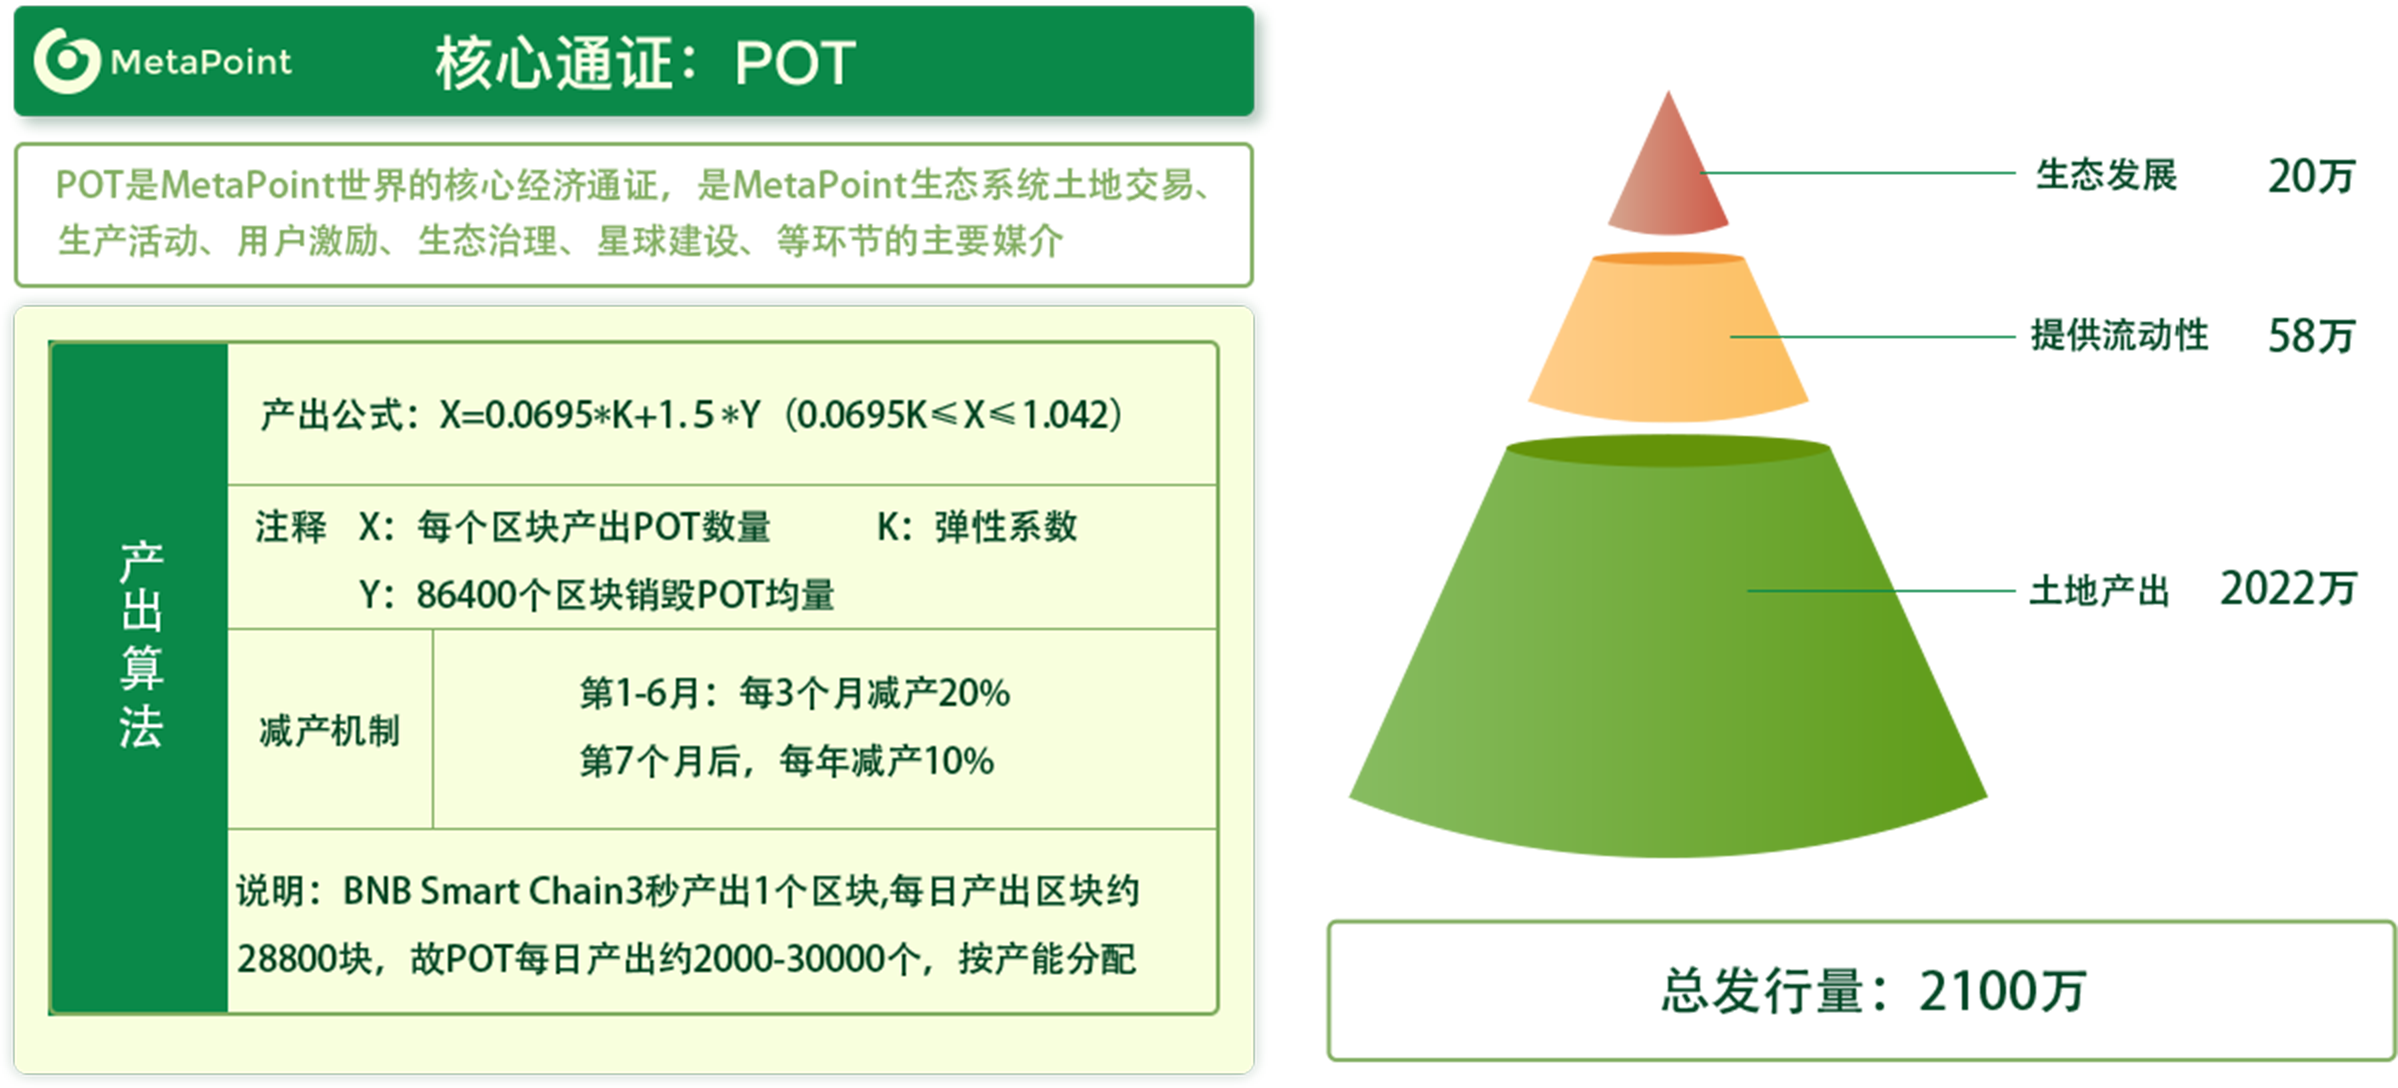 MetaPoint
核心通证：POT
POT是MetaPoint世界的核心经济通证，是MetaPoint生态系统土地交易、
生产活动、用户激励、生态治理、星球建设、等环节的主要媒介
产出算法
产出公式：X=0.0695*K+1.5*Y（0.0695K≤X≤1.042）
注释 X：每个区块产出POT数量 K：弹性系数
Y：86400个区块销毁POT均量
减产机制
第1-6月：每3个月减产20%
第7个月后，每年减产10%
说明：BNB Smart Chain3秒产出1个区块,每日产出区块约
28800块，故POT每日产出约2000-30000个，按产能分配
生态发展 20万
提供流动性 58万
土地产出 2022万
总发行量：2100万